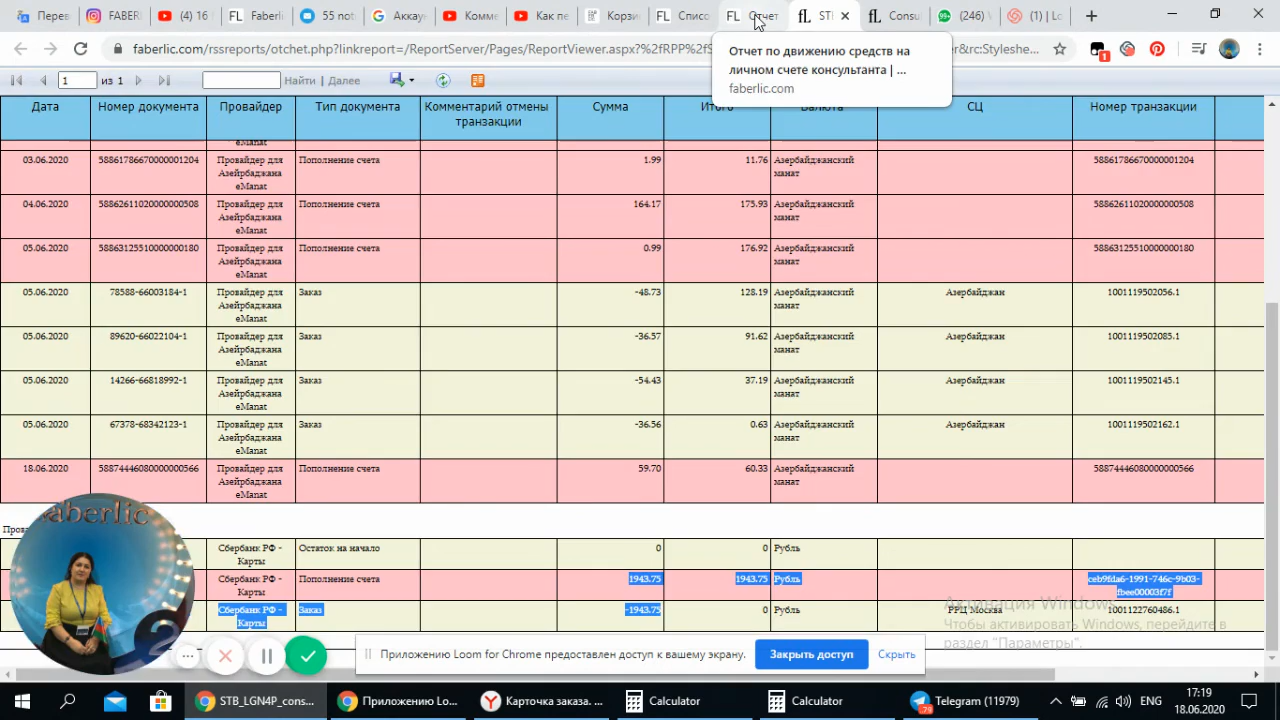 Перев
FABERL
(4) 16
Faberli
55 пот
Аккау
Комме
Как пе
Корзи
Списо
Отчет
STB
Consu
(246) V
(1) | Lo
faberlic.com/rssreports/otchet.php?linkreport=/ReportServer/Pages/ReportViewer.aspx?%2fRPP%2fS
er&rc:Styleshe...
Отчет по движению средств на
личном счете консультанта | ...
faberlic.com
1 из 1 Найти | Далее
Дата Номер документа Провайдер Тип документа Комментарий отмены транзакции Сумма Итого Валюта СЦ Номер транзакции
eManat
03.06.2020 58861786670000001204 Провайдер для Азейрбаджана eManat Пополнение счета 1.99 11.76 Азербайджанский манат 58861786670000001204
04.06.2020 58862611020000000508 Провайдер для Азейрбаджана eManat Пополнение счета 164.17 175.93 Азербайджанский манат 58862611020000000508
05.06.2020 58863125510000000180 Провайдер для Азейрбаджана eManat Пополнение счета 0.99 176.92 Азербайджанский манат 58863125510000000180
05.06.2020 78588-66003184-1 Провайдер для Азейрбаджана eManat Заказ -48.73 128.19 Азербайджанский манат Азербайджан 1001119502056.1
05.06.2020 89620-66022104-1 Провайдер для Азейрбаджана eManat Заказ -36.57 91.62 Азербайджанский манат Азербайджан 1001119502085.1
05.06.2020 14266-66818992-1 Провайдер для Азейрбаджана eManat Заказ -54.43 37.19 Азербайджанский манат Азербайджан 1001119502145.1
05.06.2020 67378-68342123-1 Провайдер для Азейрбаджана eManat Заказ -36.56 0.63 Азербайджанский манат Азербайджан 1001119502162.1
18.06.2020 58874446080000000566 Провайдер для Азейрбаджана eManat Пополнение счета 59.70 60.33 Азербайджанский манат 58874446080000000566
Сбербанк РФ - Карты Остаток на начало 0 0 Рубль
Сбербанк РФ - Карты Пополнение счета 1943.75 1943.75 Рубль ceb9fda6-1991-746c-9b03-fbee00003f7f
Сбербанк РФ - Карты Заказ -1943.75 0 Рубль РРЦ Москва 1001122760486.1
faberlic
2
Активация Windows
Чтобы активировать Windows, перейдите в
раздел "Параметры".
Приложению Loom for Chrome предоставлен доступ к вашему экрану. Закрыть доступ Скрыть
STB_LGN4P_cons...
Приложению Lo...
Карточка заказа. ...
Calculator
Calculator
Telegram (11979)
ENG
17:19
18.06.2020